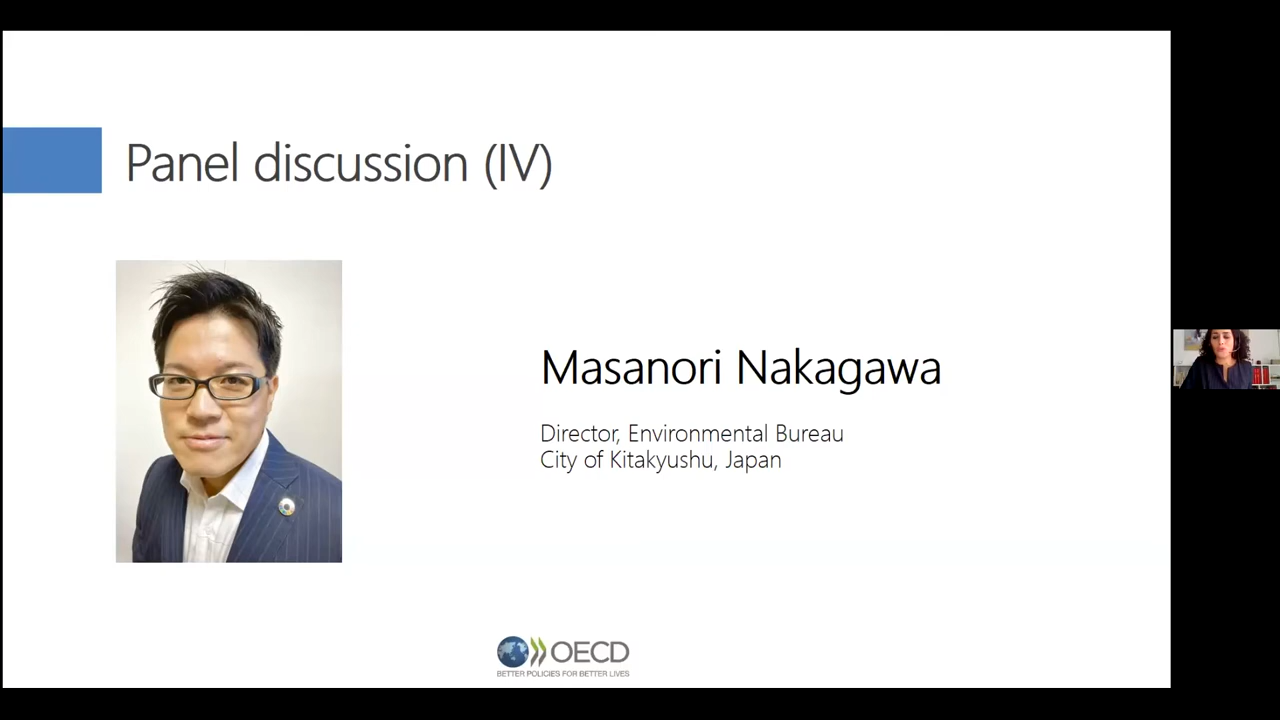 Panel discussion (IV)
Masanori Nakagawa
Director, Environmental Bureau
City of Kitakyushu, Japan
OECD
BETTER POLICIES FOR BETTER LIVES